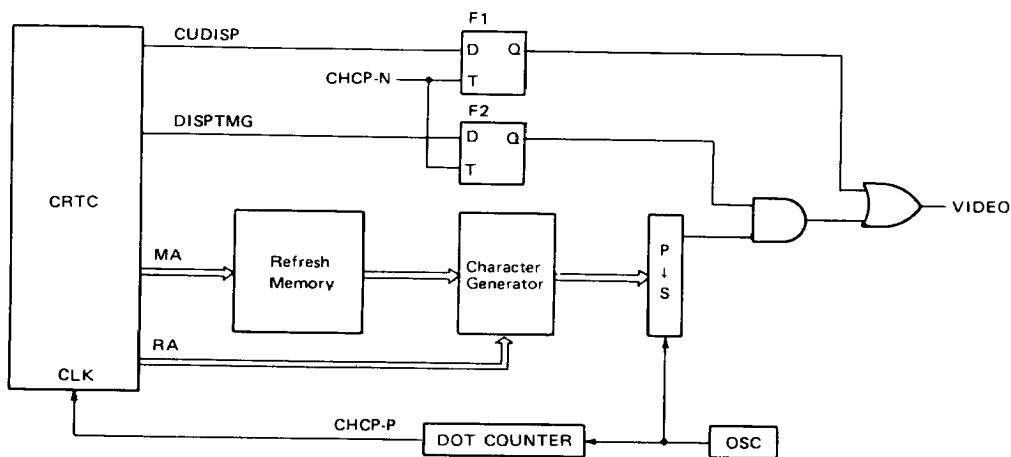 F1
CUDISP
D Q
CHCP-N
T
F2
DISPTMG
D Q
T
CRTC
VIDEO
MA
Refresh
Memory
Character
Generator
P
↓
S
RA
CLK
CHCP-P
DOT COUNTER
OSC